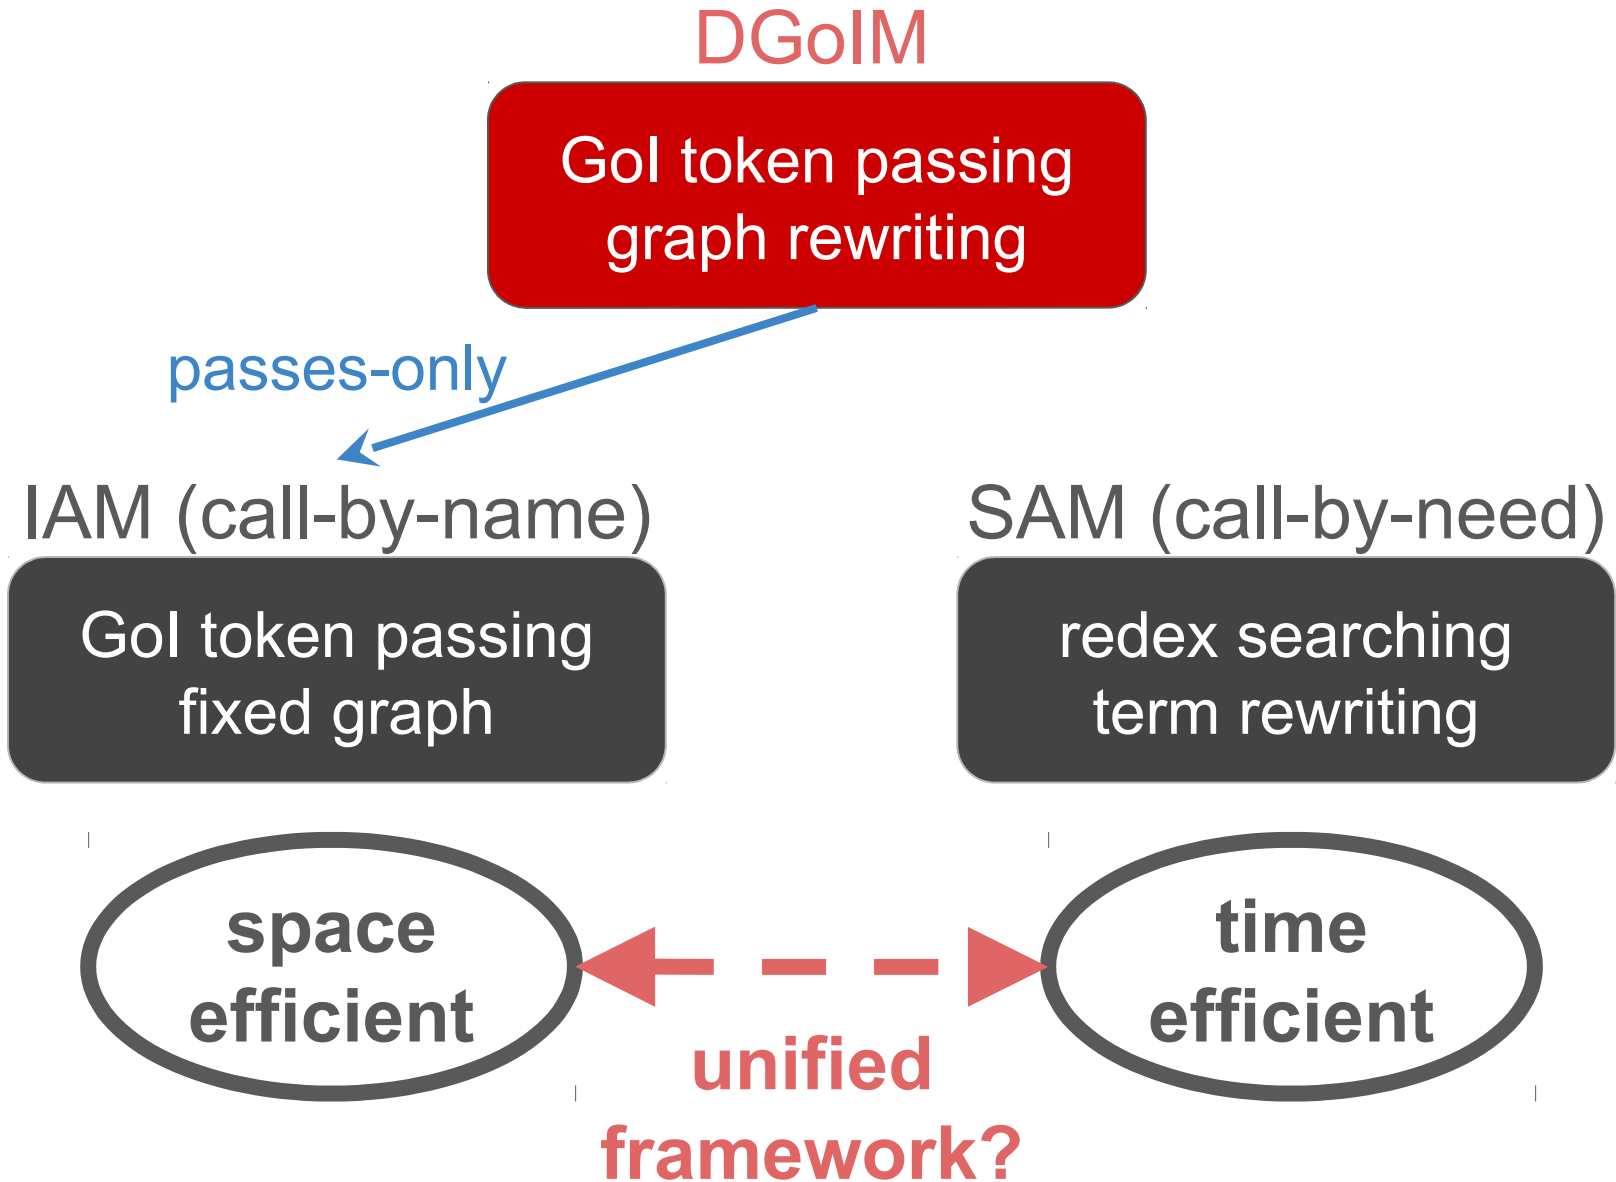 DGoIM
GoI token passing
graph rewriting
passes-only
IAM (call-by-name)
GoI token passing
fixed graph
SAM (call-by-need)
redex searching
term rewriting
space
efficient
time
efficient
unified
framework?